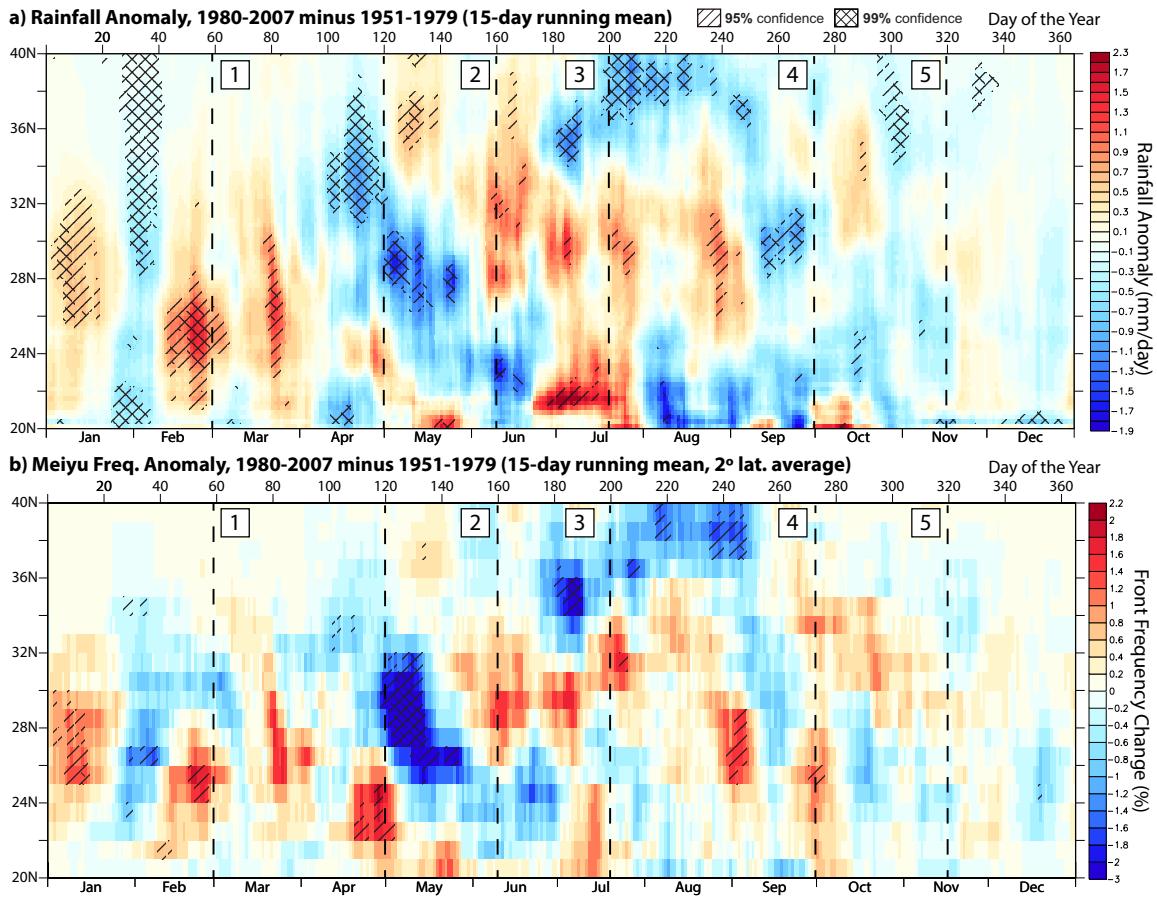 a) Rainfall Anomaly, 1980-2007 minus 1951-1979 (15-day running mean) 95% confidence 99% confidence Day of the Year
20 40 60 80 100 120 140 160 180 200 220 240 260 280 300 320 340 360
40N
36N
32N
28N
24N
20N
1 2 3 4 5
Jan Feb Mar Apr May Jun Jul Aug Sep Oct Nov Dec
2.3
1.7
1.5
1.3
1.1
0.9
0.7
0.5
0.3
0.1
-0.1
-0.3
-0.5
-0.7
-0.9
-1.1
-1.3
-1.5
-1.7
-1.9
Rainfall Anomaly (mm/day)
b) Meiyu Freq. Anomaly, 1980-2007 minus 1951-1979 (15-day running mean, 2º lat. average) Day of the Year
20 40 60 80 100 120 140 160 180 200 220 240 260 280 300 320 340 360
40N
36N
32N
28N
24N
20N
1 2 3 4 5
Jan Feb Mar Apr May Jun Jul Aug Sep Oct Nov Dec
2.2
2
1.8
1.6
1.4
1.2
1
0.8
0.6
0.4
0.2
0
-0.2
-0.4
-0.6
-0.8
-1
-1.2
-1.4
-1.6
-1.8
-2
-3
Front Frequency Change (%)